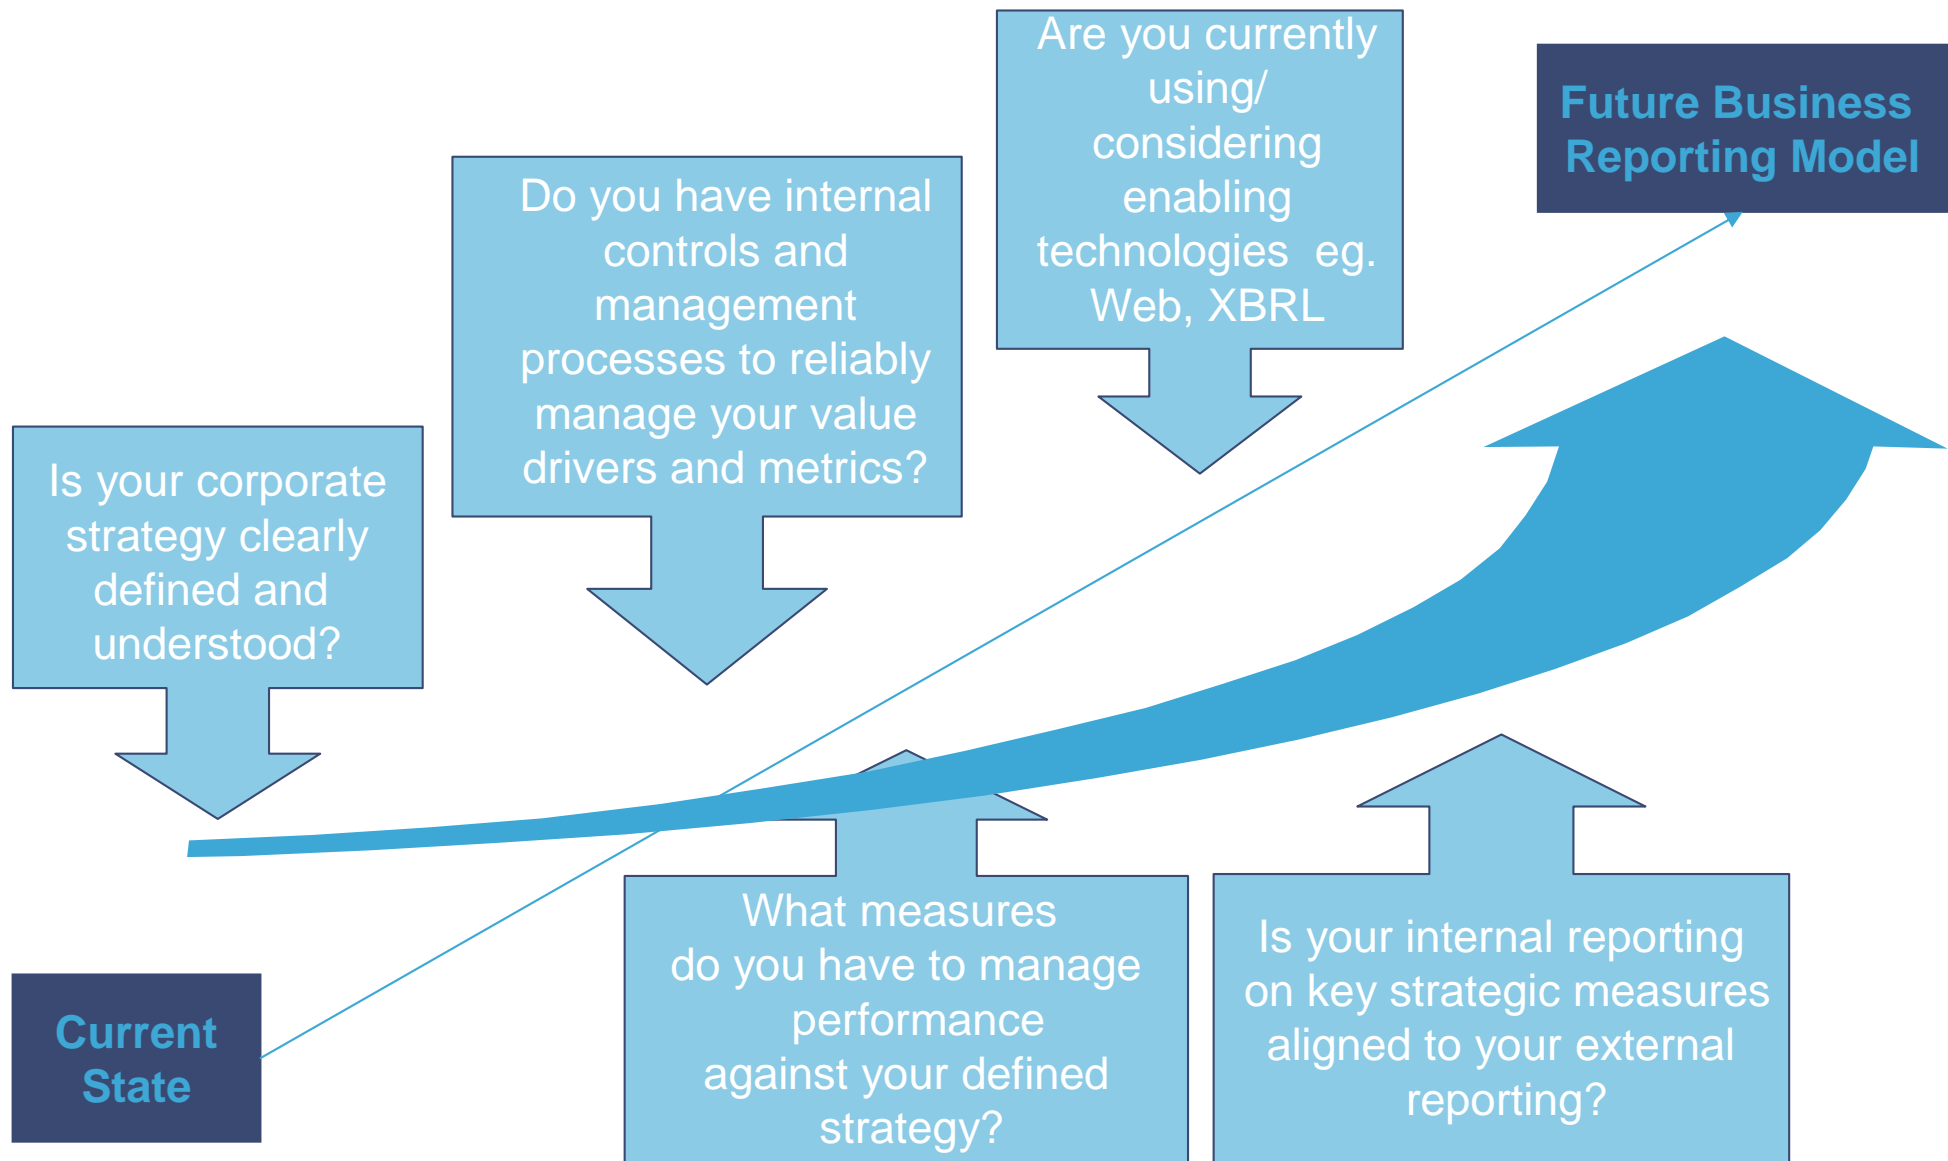 Are you currently
using/
considering
enabling
technologies  eg.
Web, XBRL
Future Business
Reporting Model
Do you have internal
controls and
management
processes to reliably
manage your value
drivers and metrics?
Is your corporate
strategy clearly
defined and
understood?
What measures
do you have to manage
performance
against your defined
strategy?
Is your internal reporting
on key strategic measures
aligned to your external
reporting?
Current
State